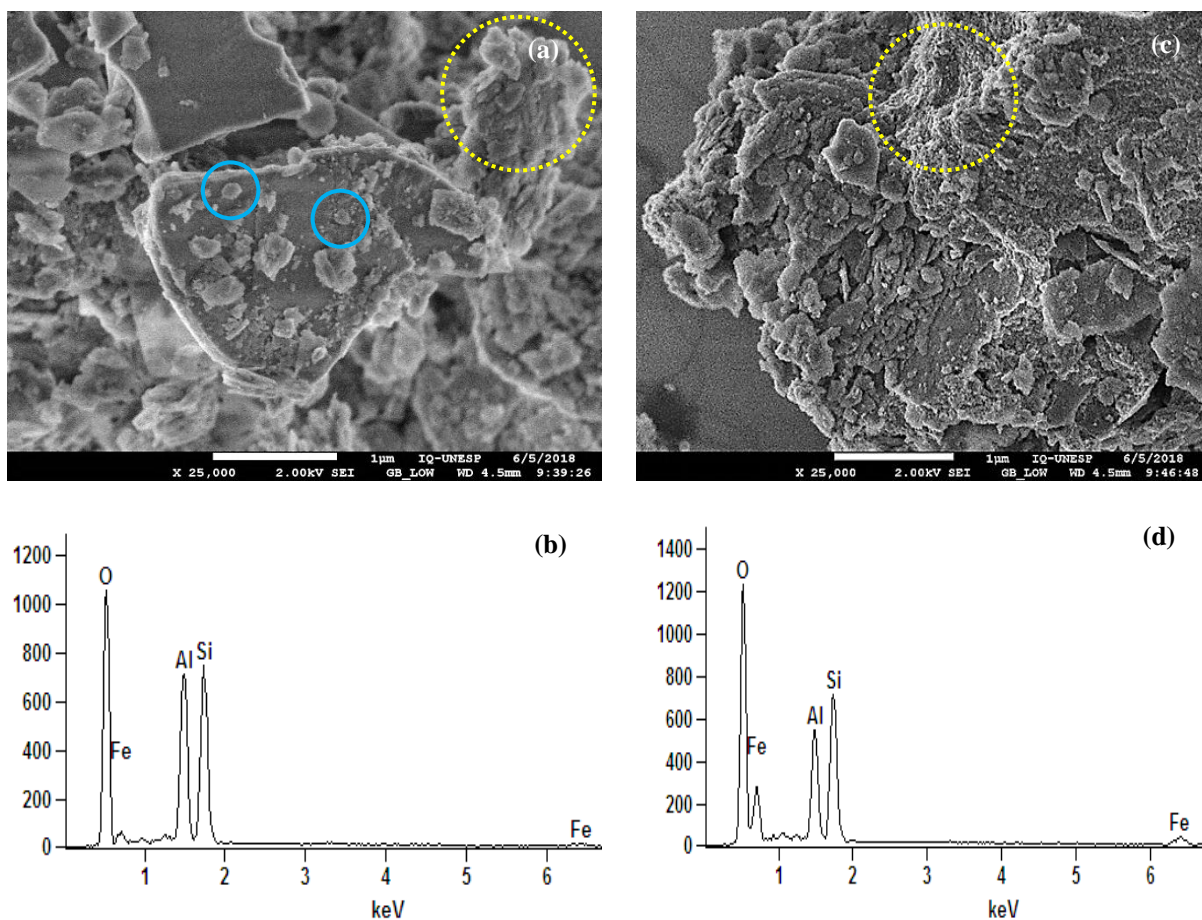 (a)
1µm IQ-UNESP 6/5/2018
X 25,000 2.00kV SEI GB_LOW WD 4.5mm 9:39:26
(c)
1µm IQ-UNESP 6/5/2018
X 25,000 2.00kV SEI GB_LOW WD 4.5mm 9:46:48
(b)
1200
1000
800
600
400
200
0
O
Fe
Al
Si
Fe
1 2 3 4 5 6
keV
(d)
1400
1200
1000
800
600
400
200
0
O
Fe
Al
Si
Fe
1 2 3 4 5 6
keV